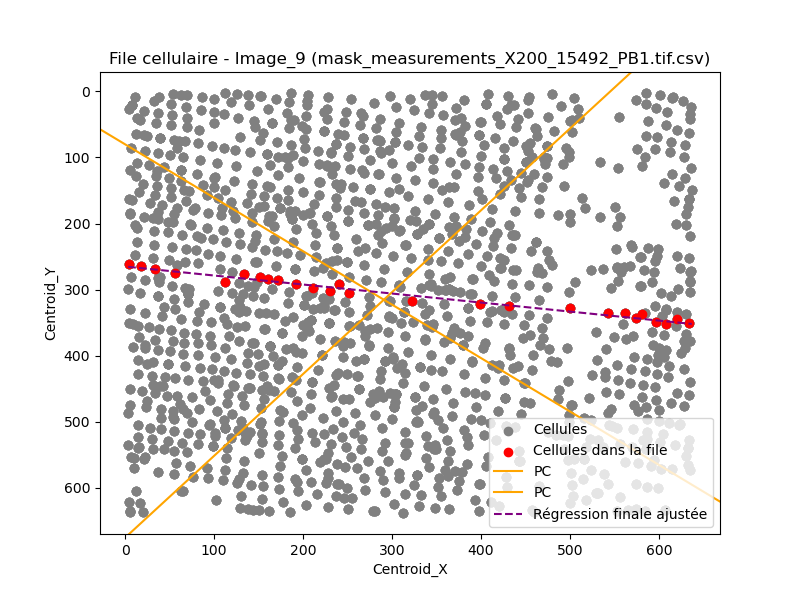 File cellulaire - Image_9 (mask_measurements_X200_15492_PB1.tif.csv)
0
100
200
300
400
500
600
Centroid_Y
Cellules
Cellules dans la file
PC
PC
Régression finale ajustée
0 100 200 300 400 500 600
Centroid_X